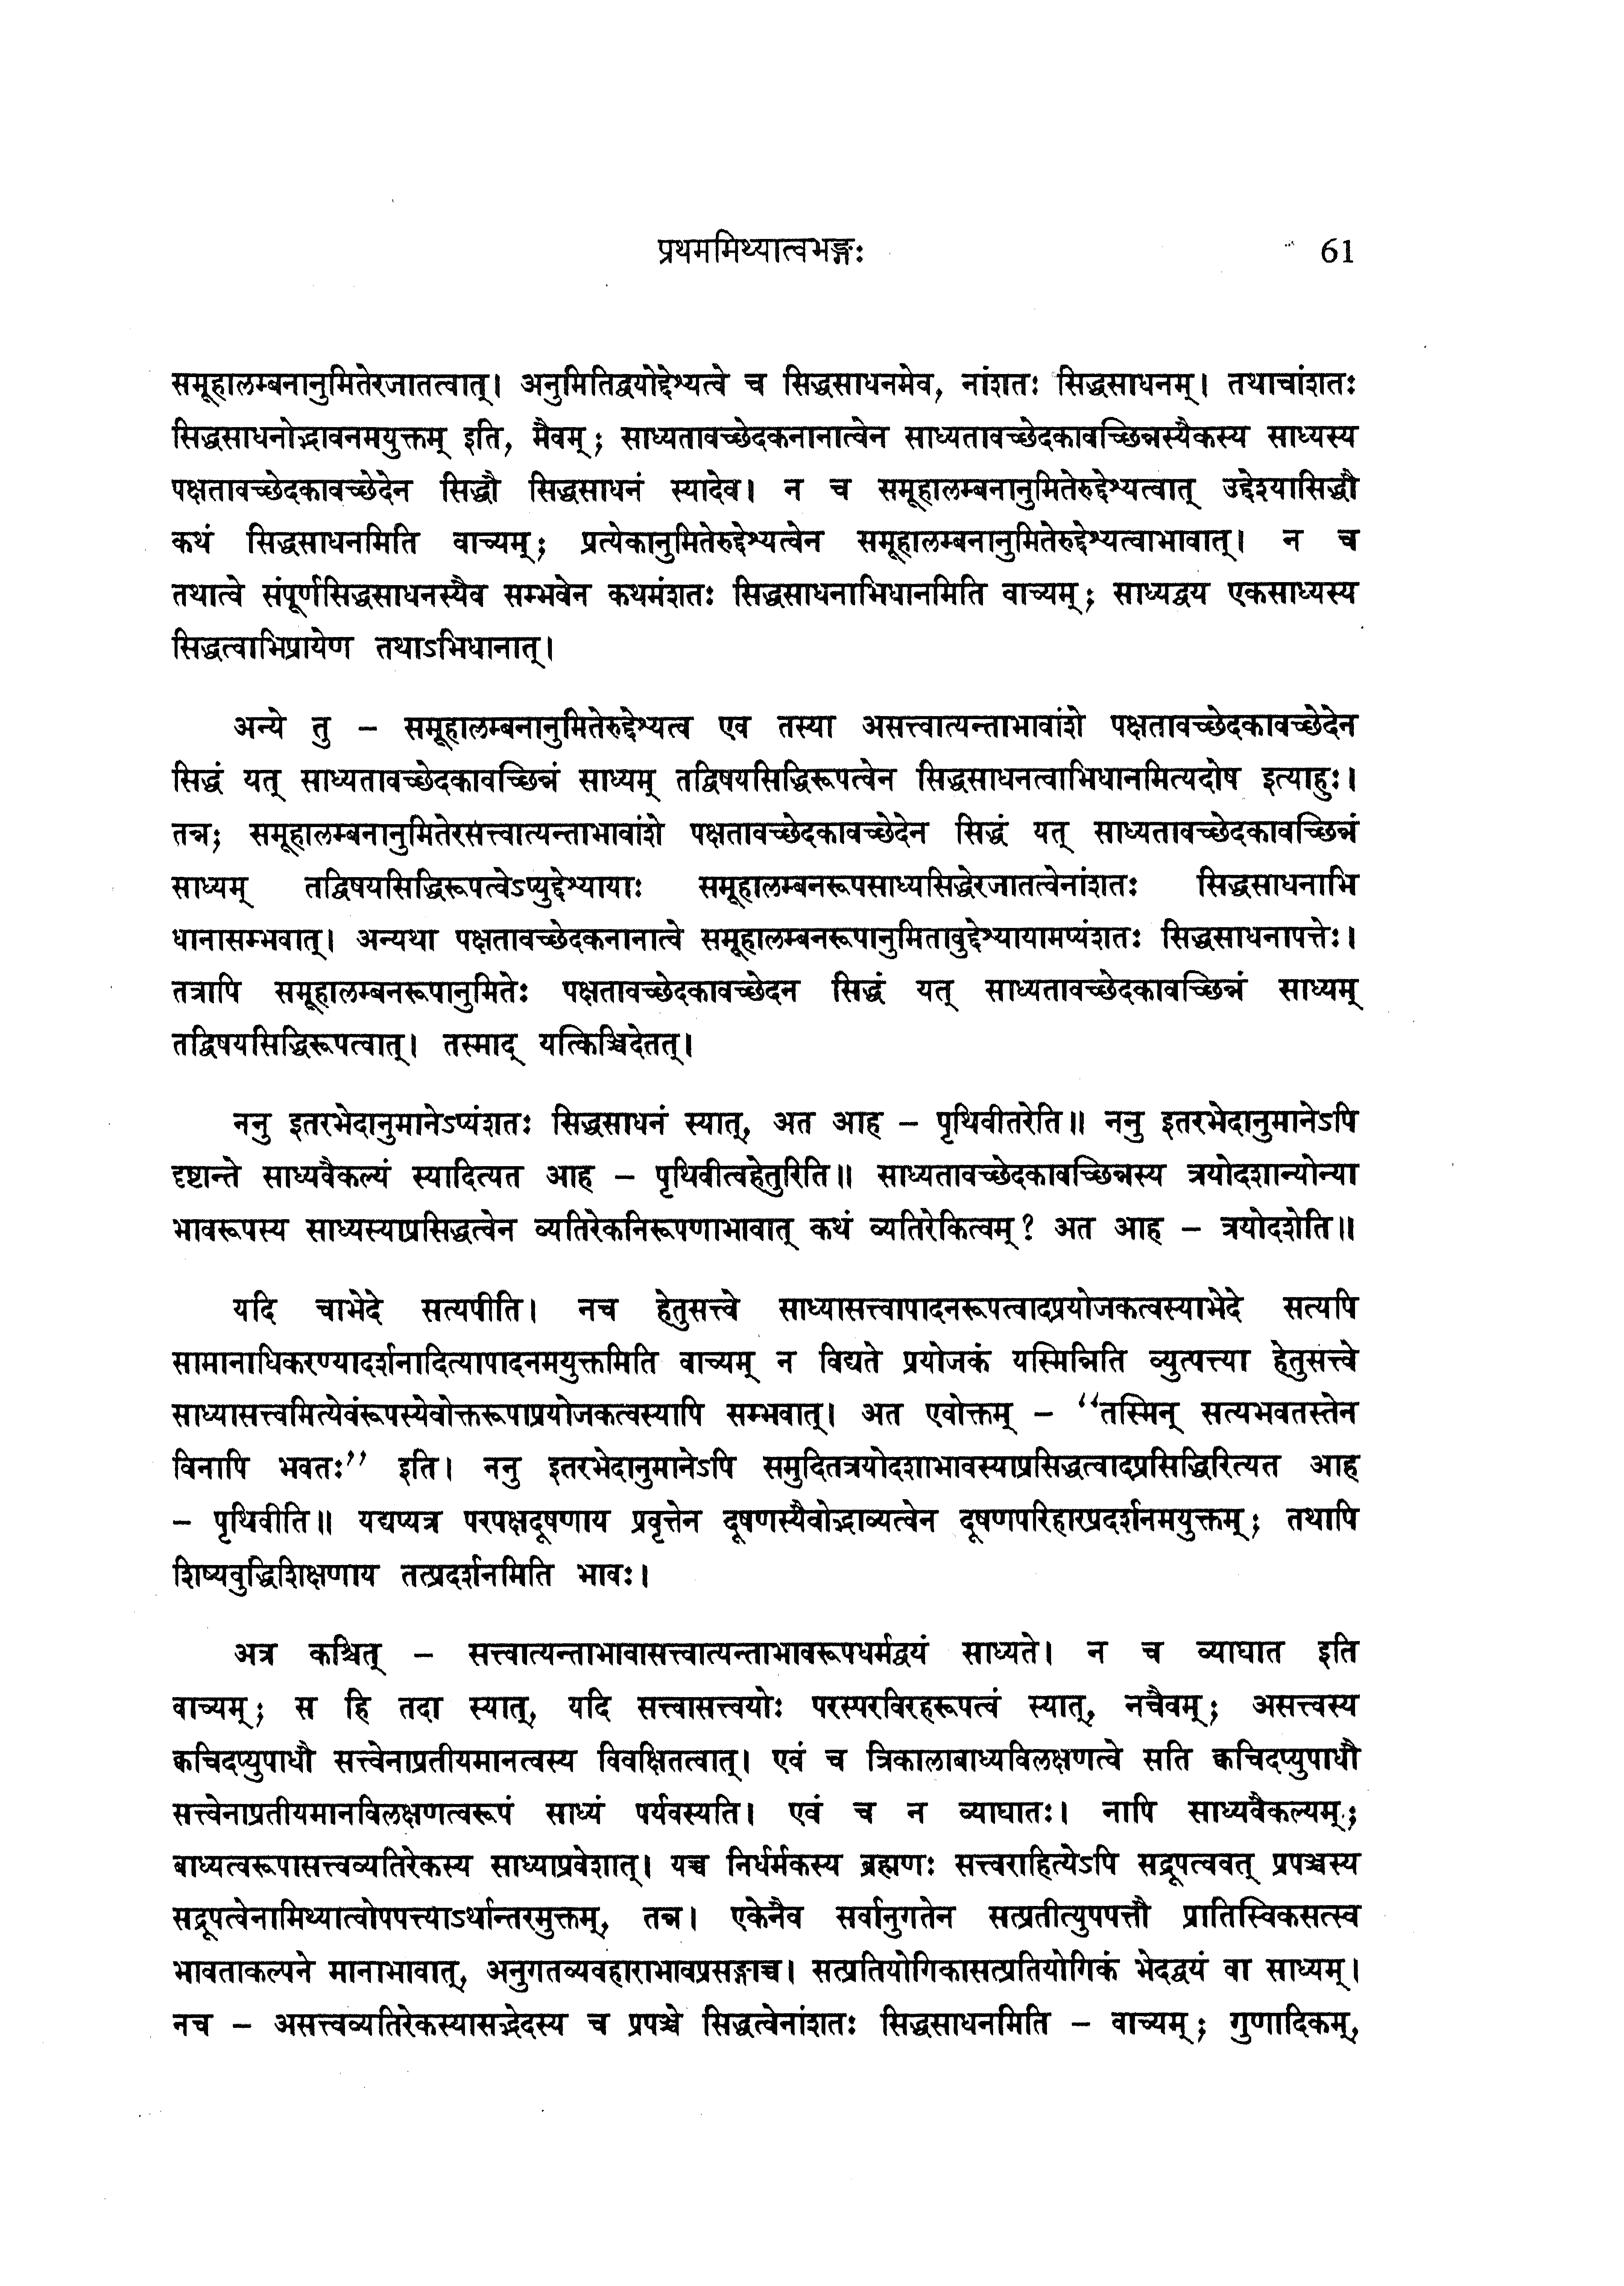 प्रथममिथ्यात्वभङ्गः 61
समूहालम्बनानुमितेरजातत्वात्। अनुमितिद्वयोद्देश्यत्वे च सिद्धसाधनमेव, नांशतः सिद्धसाधनम्। तथाचांशतः
सिद्धसाधनोद्भावनमयुक्तम् इति, मैवम्; साध्यतावच्छेदकनानात्वेन साध्यतावच्छेदकावच्छिन्नस्यैकस्य साध्यस्य
पक्षतावच्छेदकावच्छेदेन सिद्धौ सिद्धसाधनं स्यादेव। न च समूहालम्बनानुमितेरुद्देश्यत्वात् उद्देश्यासिद्धौ
कथं सिद्धसाधनमिति वाच्यम्; प्रत्येकानुमितेरुद्देश्यत्वेन समूहालम्बनानुमितेरुद्देश्यत्वाभावात्। न च
तथात्वे संपूर्णसिद्धसाधनस्यैव सम्भवेन कथमंशतः सिद्धसाधनाभिधानमिति वाच्यम्; साध्यद्वय एकसाध्यस्य
सिद्धत्वाभिप्रायेण तथाऽभिधानात्।
अन्ये तु – समूहालम्बनानुमितेरुद्देश्यत्व एव तस्या असत्त्वात्यन्ताभावांशे पक्षतावच्छेदकावच्छेदेन
सिद्धं यत् साध्यतावच्छेदकावच्छिन्नं साध्यम् तद्विषयसिद्धिरूपत्वेन सिद्धसाधनत्वाभिधानमित्यदोष इत्याहुः।
तन्न; समूहालम्बनानुमितेरसत्त्वात्यन्ताभावांशे पक्षतावच्छेदकावच्छेदेन सिद्धं यत् साध्यतावच्छेदकावच्छिन्नं
साध्यम् तद्विषयसिद्धिरूपत्वेऽप्युद्देश्यायाः समूहालम्बनरूपसाध्यसिद्धेरजातत्वेनांशतः सिद्धसाधनाभि
धानासम्भवात्। अन्यथा पक्षतावच्छेदकनानात्वे समूहालम्बनरूपानुमितावुद्देश्यायामप्यंशतः सिद्धसाधनापत्तेः।
तत्रापि समूहालम्बनरूपानुमितेः पक्षतावच्छेदकावच्छेदन सिद्धं यत् साध्यतावच्छेदकावच्छिन्नं साध्यम्
तद्विषयसिद्धिरूपत्वात्। तस्माद् यत्किञ्चिदेतत्।
ननु इतरभेदानुमानेऽप्यंशतः सिद्धसाधनं स्यात्, अत आह – पृथिवीतरेति॥ ननु इतरभेदानुमानेऽपि
दृष्टान्ते साध्यवैकल्यं स्यादित्यत आह – पृथिवीत्वहेतुरिति॥ साध्यतावच्छेदकावच्छिन्नस्य त्रयोदशान्योन्या
भावरूपस्य साध्यस्याप्रसिद्धत्वेन व्यतिरेकनिरूपणाभावात् कथं व्यतिरेकित्वम्? अत आह – त्रयोदशेति॥
यदि चाभेदे सत्यपीति। नच हेतुसत्त्वे साध्यासत्त्वापादनरूपत्वादप्रयोजकत्वस्याभेदे सत्यपि
सामानाधिकरण्यादर्शनादित्यापादनमयुक्तमिति वाच्यम् न विद्यते प्रयोजकं यस्मिन्निति व्युत्पत्त्या हेतुसत्त्वे
साध्यासत्त्वमित्येवंरूपस्येवोक्तरूपाप्रयोजकत्वस्यापि सम्भवात्। अत एवोक्तम् – “तस्मिन् सत्यभवतस्तेन
विनापि भवतः” इति। ननु इतरभेदानुमानेऽपि समुदितत्रयोदशाभावस्याप्रसिद्धत्वादप्रसिद्धिरित्यत आह
– पृथिवीति॥ यद्यप्यत्र परपक्षदूषणाय प्रवृत्तेन दूषणस्यैवोद्भाव्यत्वेन दूषणपरिहारप्रदर्शनमयुक्तम्; तथापि
शिष्यवुद्धिशिक्षणाय तत्प्रदर्शनमिति भावः।
अत्र कश्चित् – सत्त्वात्यन्ताभावासत्त्वात्यन्ताभावरूपधर्मद्वयं साध्यते। न च व्याघात इति
वाच्यम्; स हि तदा स्यात्, यदि सत्त्वासत्त्वयोः परस्परविरहरूपत्वं स्यात्, नचैवम्; असत्त्वस्य
क्वचिदप्युपाधौ सत्त्वेनाप्रतीयमानत्वस्य विवक्षितत्वात्। एवं च त्रिकालाबाध्यविलक्षणत्वे सति क्वचिदप्युपाधौ
सत्त्वेनाप्रतीयमानविलक्षणत्वरूपं साध्यं पर्यवस्यति। एवं च न व्याघातः। नापि साध्यवैकल्यम्;
बाध्यत्वरूपासत्त्वव्यतिरेकस्य साध्याप्रवेशात्। यच्च निर्धर्मकस्य ब्रह्मणः सत्त्वराहित्येऽपि सद्रूपत्ववत् प्रपञ्चस्य
सद्रूपत्वेनामिथ्यात्वोपपत्त्याऽर्थान्तरमुक्तम्, तन्न। एकेनैव सर्वानुगतेन सत्प्रतीत्युपपत्तौ प्रातिस्विकसत्स्व
भावताकल्पने मानाभावात्, अनुगतव्यवहाराभावप्रसङ्गाच्च। सत्प्रतियोगिकासत्प्रतियोगिकं भेदद्वयं वा साध्यम्।
नच – असत्त्वव्यतिरेकस्यासद्भेदस्य च प्रपञ्चे सिद्धत्वेनांशतः सिद्धसाधनमिति – वाच्यम्; गुणादिकम्,